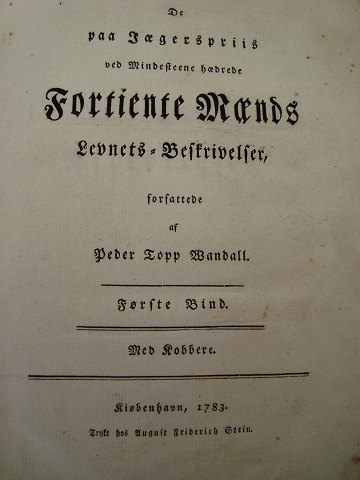 De
paa Jægerspriis
ved Mindesteene hædrede
Fortiente Mænds
Levnets-Beskrivelser,
forfattede
af
Peder Topp Wandall.
Første Bind.
Med Kobbere.
Kiøbenhavn, 1783.
Trykt hos August Friderich Stein.